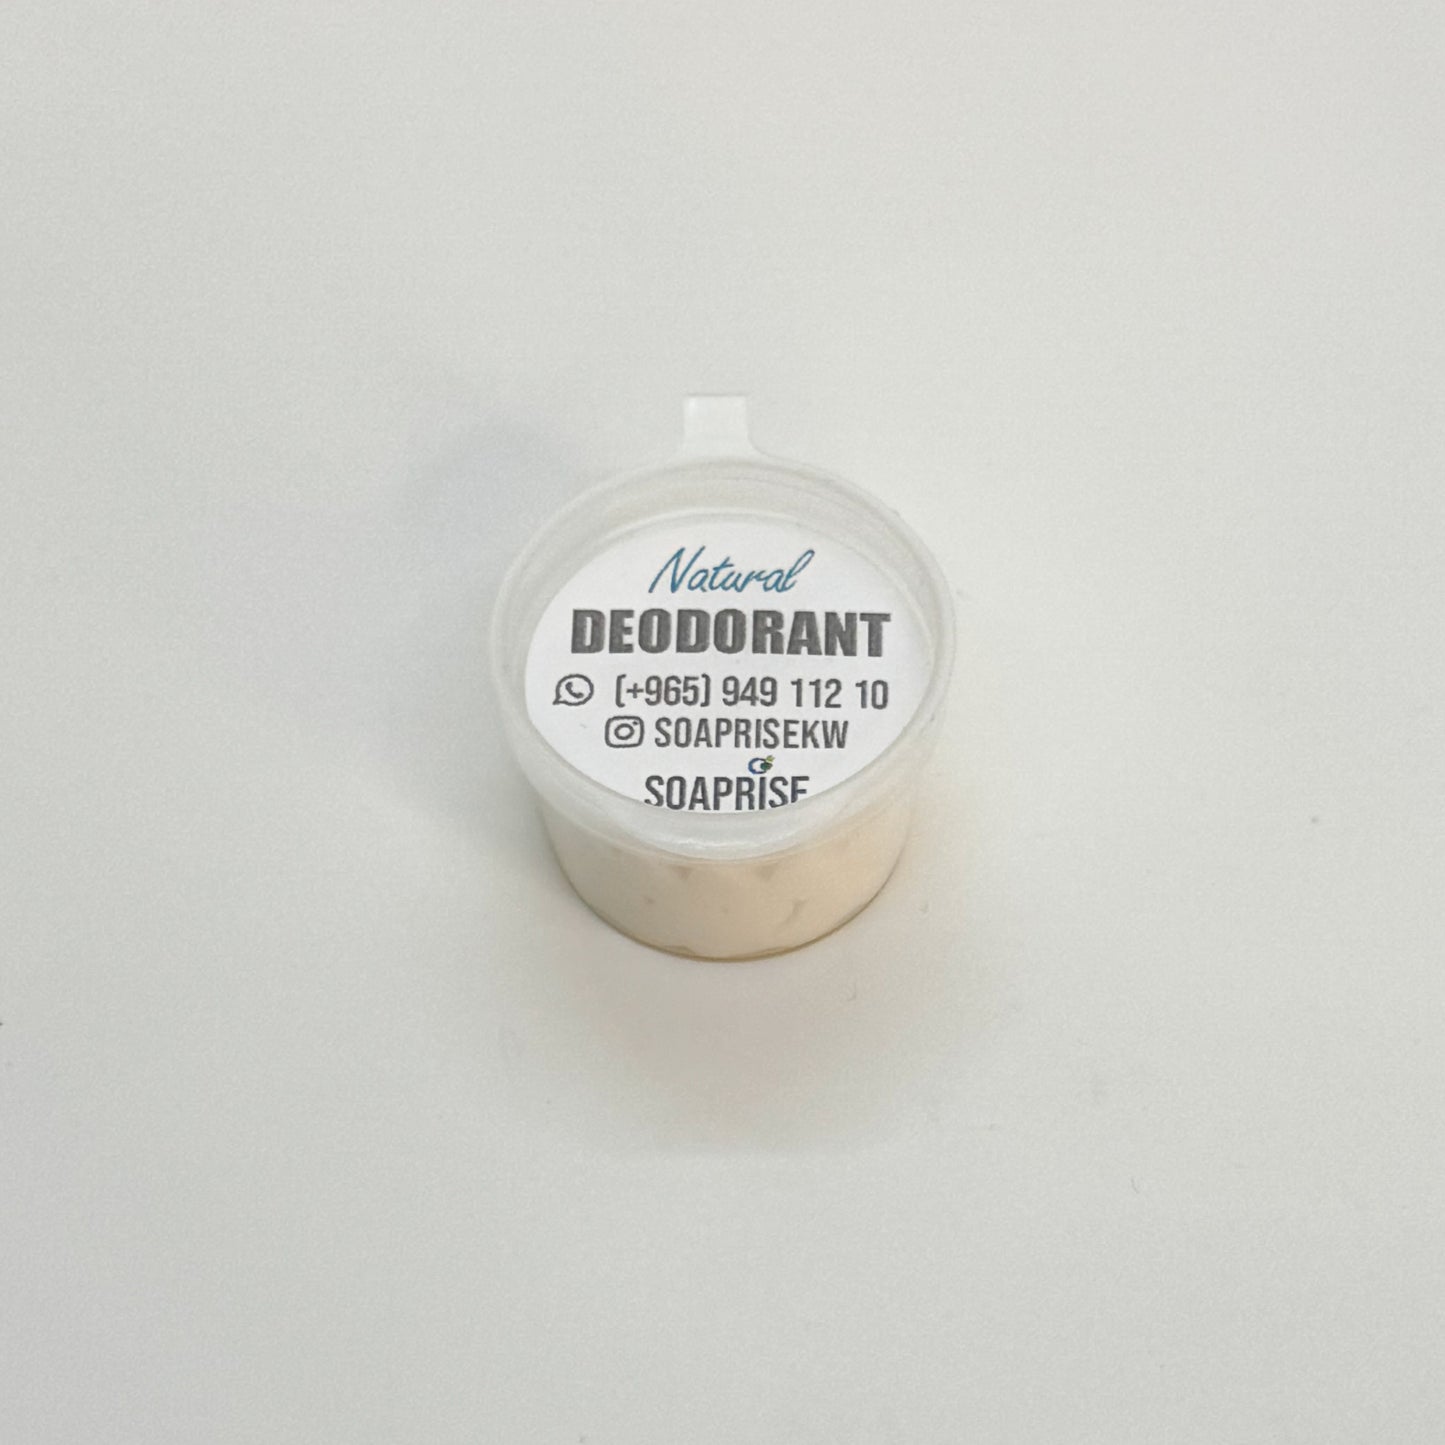 Natural
DEODORANT
(+965) 949 112 10
SOAPRISEKW
SOAPRISE